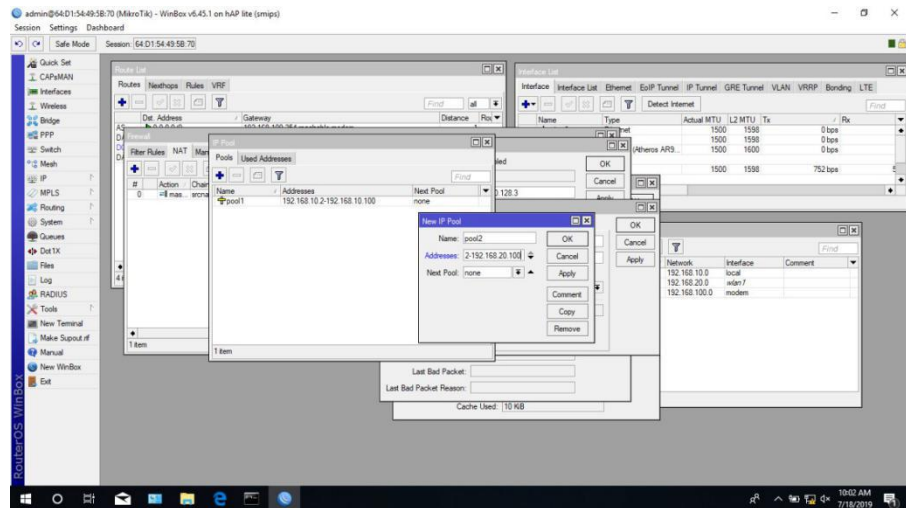 admin@64:D1:54:49:5B:70 (MikroTik) - WinBox v6.45.1 on hAP lite (smips)
Session Settings Dashboard
Safe Mode Session: 64:D1:54:49:5B:70
Quick Set
CAPsMAN
Interfaces
Wireless
Bridge
PPP
Switch
Mesh
IP
MPLS
Routing
System
Queues
Dot1X
Files
Log
RADIUS
Tools
New Terminal
Make Supout.rif
Manual
New WinBox
Exit
RouterOS WinBox
Route List
Routes Nexthops Rules VRF
Find all
Dst. Address / Gateway Distance
AS
Firewall
Filter Rules NAT
# Action Chain
0 mas... srcna
1 item
IP Pool
Pools Used Addresses
Find
Name / Addresses Next Pool
pool1 192.168.10.2-192.168.10.100 none
1 item
New IP Pool
Name: pool2
Addresses: 2-192.168.20.100
Next Pool: none
OK
Cancel
Apply
Comment
Copy
Remove
Interface List
Interface Interface List Ethernet EoIP Tunnel IP Tunnel GRE Tunnel VLAN VRRP Bonding LTE
Detect Internet
Find
Name Type Actual MTU L2 MTU Tx / Rx
1500 1598 0 bps
1500 1598 0 bps
(Atheros AR9... 1500 1600 0 bps
1500 1598 752 bps
OK
Cancel
OK
Cancel
Apply
Find
Network Interface Comment
192.168.10.0 local
192.168.20.0 wlan1
192.168.100.0 modem
Last Bad Packet:
Last Bad Packet Reason:
Cache Used: 10 KiB
10:02 AM
7/18/2019